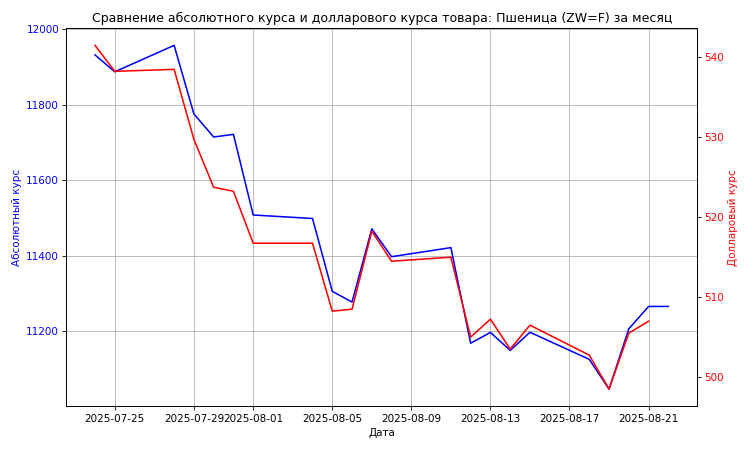 Сравнение абсолютного курса и долларового курса товара: Пшеница (ZW=F) за месяц
12000
11800
11600
11400
11200
Абсолютный курс
540
530
520
510
500
Долларовый курс
2025-07-25 2025-07-29 2025-08-01 2025-08-05 2025-08-09 2025-08-13 2025-08-17 2025-08-21
Дата